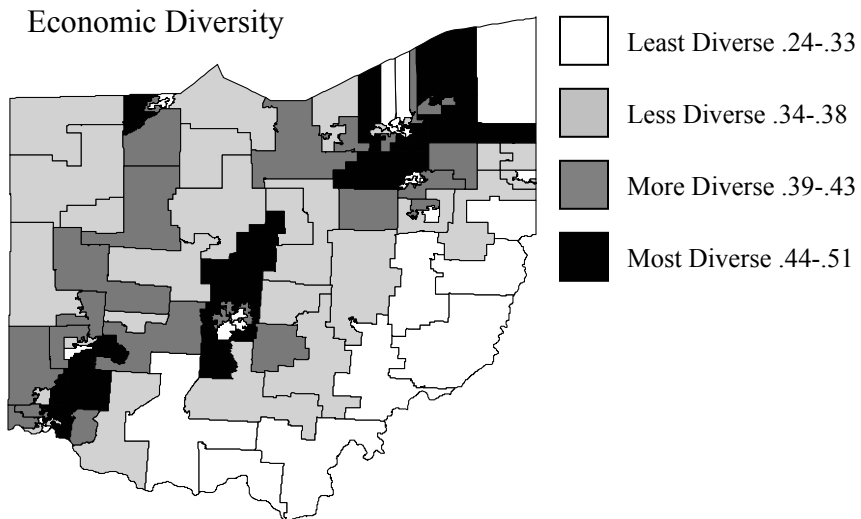 Economic Diversity
Least Diverse .24-.33
Less Diverse .34-.38
More Diverse .39-.43
Most Diverse .44-.51